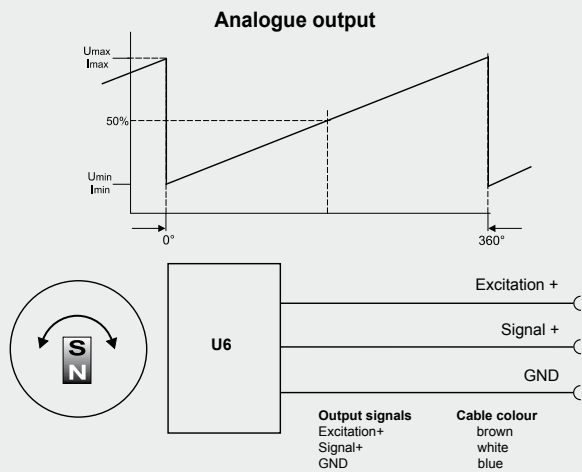 Analogue output
Umax
Imax
50%
Umin
Imin
0°
360°
Excitation +
S
N
U6
Signal +
GND
Output signals Cable colour
Excitation+ brown
Signal+ white
GND blue